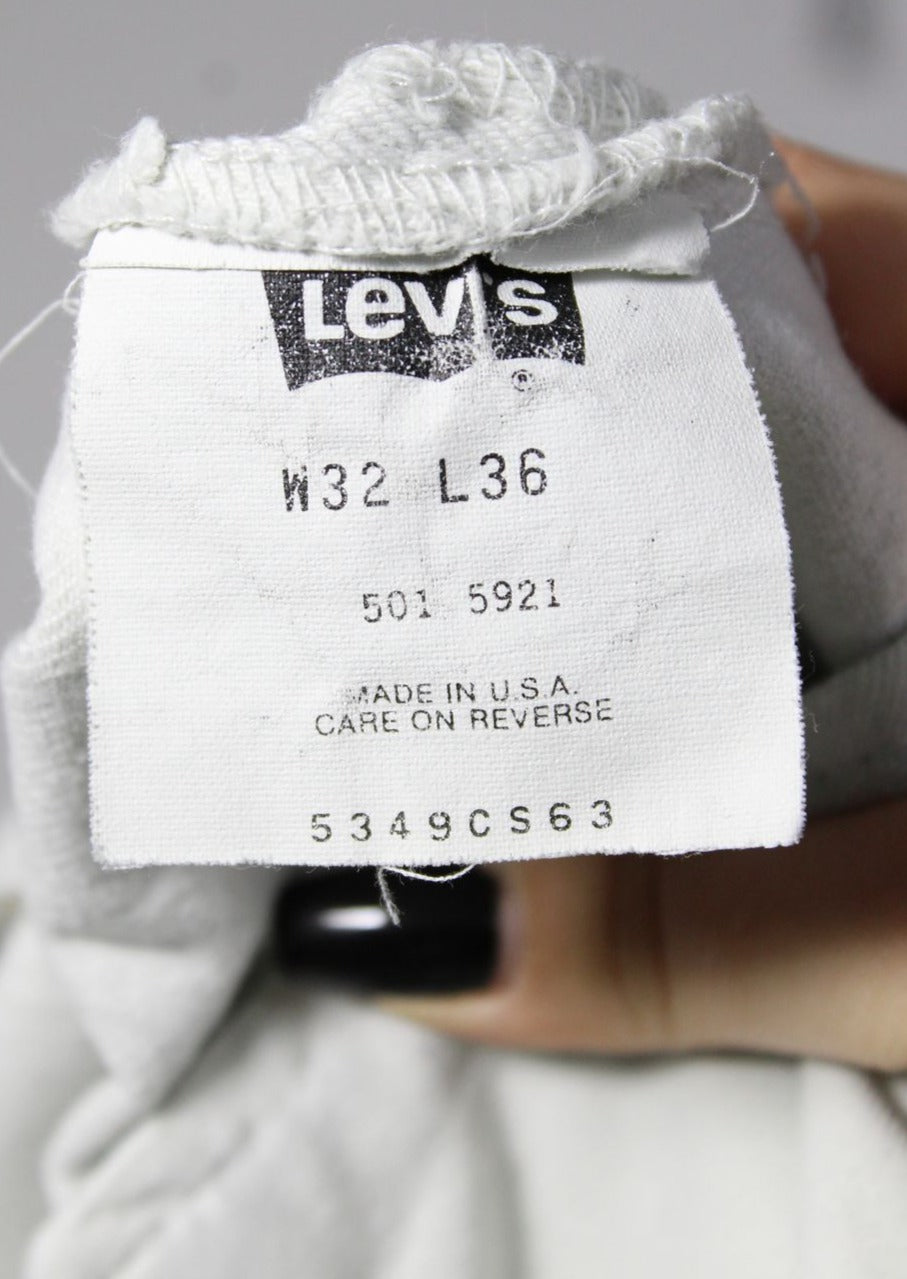 Levi's
®
W32 L36
501 5921
MADE IN U.S.A.
CARE ON REVERSE
5349CS63